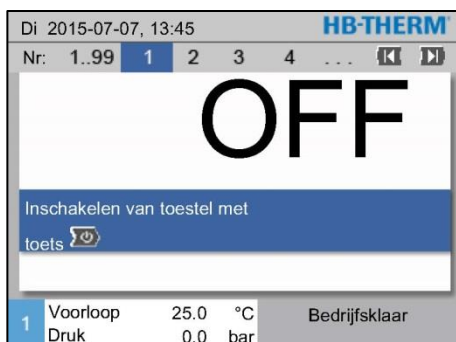 Di 2015-07-07, 13:45 HB-THERM®
Nr: 1..99 1 2 3 4 ...
OFF
Inschakelen van toestel met
toets
1 Voorloop 25.0 °C Bedrijfsklaar
Druk 0.0 bar